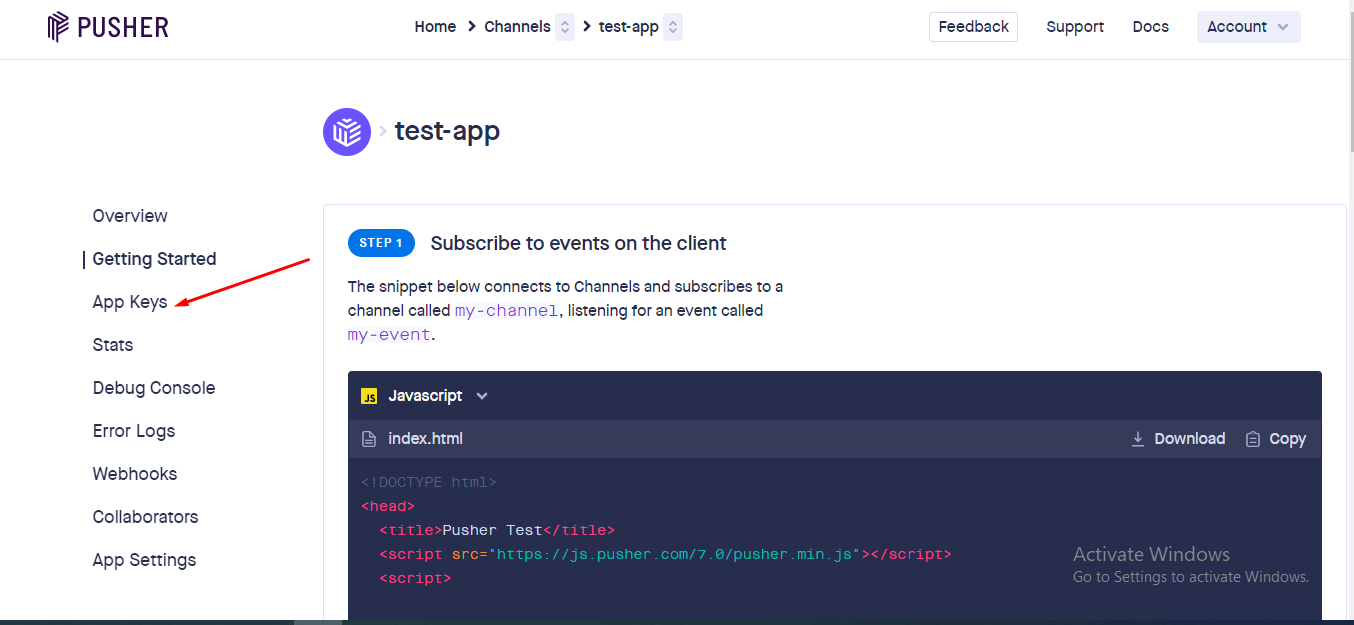 PUSHER
Home Channels test-app
Feedback Support Docs Account
test-app
Overview
Getting Started
App Keys
Stats
Debug Console
Error Logs
Webhooks
Collaborators
App Settings
STEP 1 Subscribe to events on the client
The snippet below connects to Channels and subscribes to a
channel called my-channel, listening for an event called
my-event.
JS Javascript
index.html Download Copy
<!DOCTYPE html>
<head>
<title>Pusher Test</title>
<script src="https://js.pusher.com/7.0/pusher.min.js"></script>
<script>
Activate Windows
Go to Settings to activate Windows.